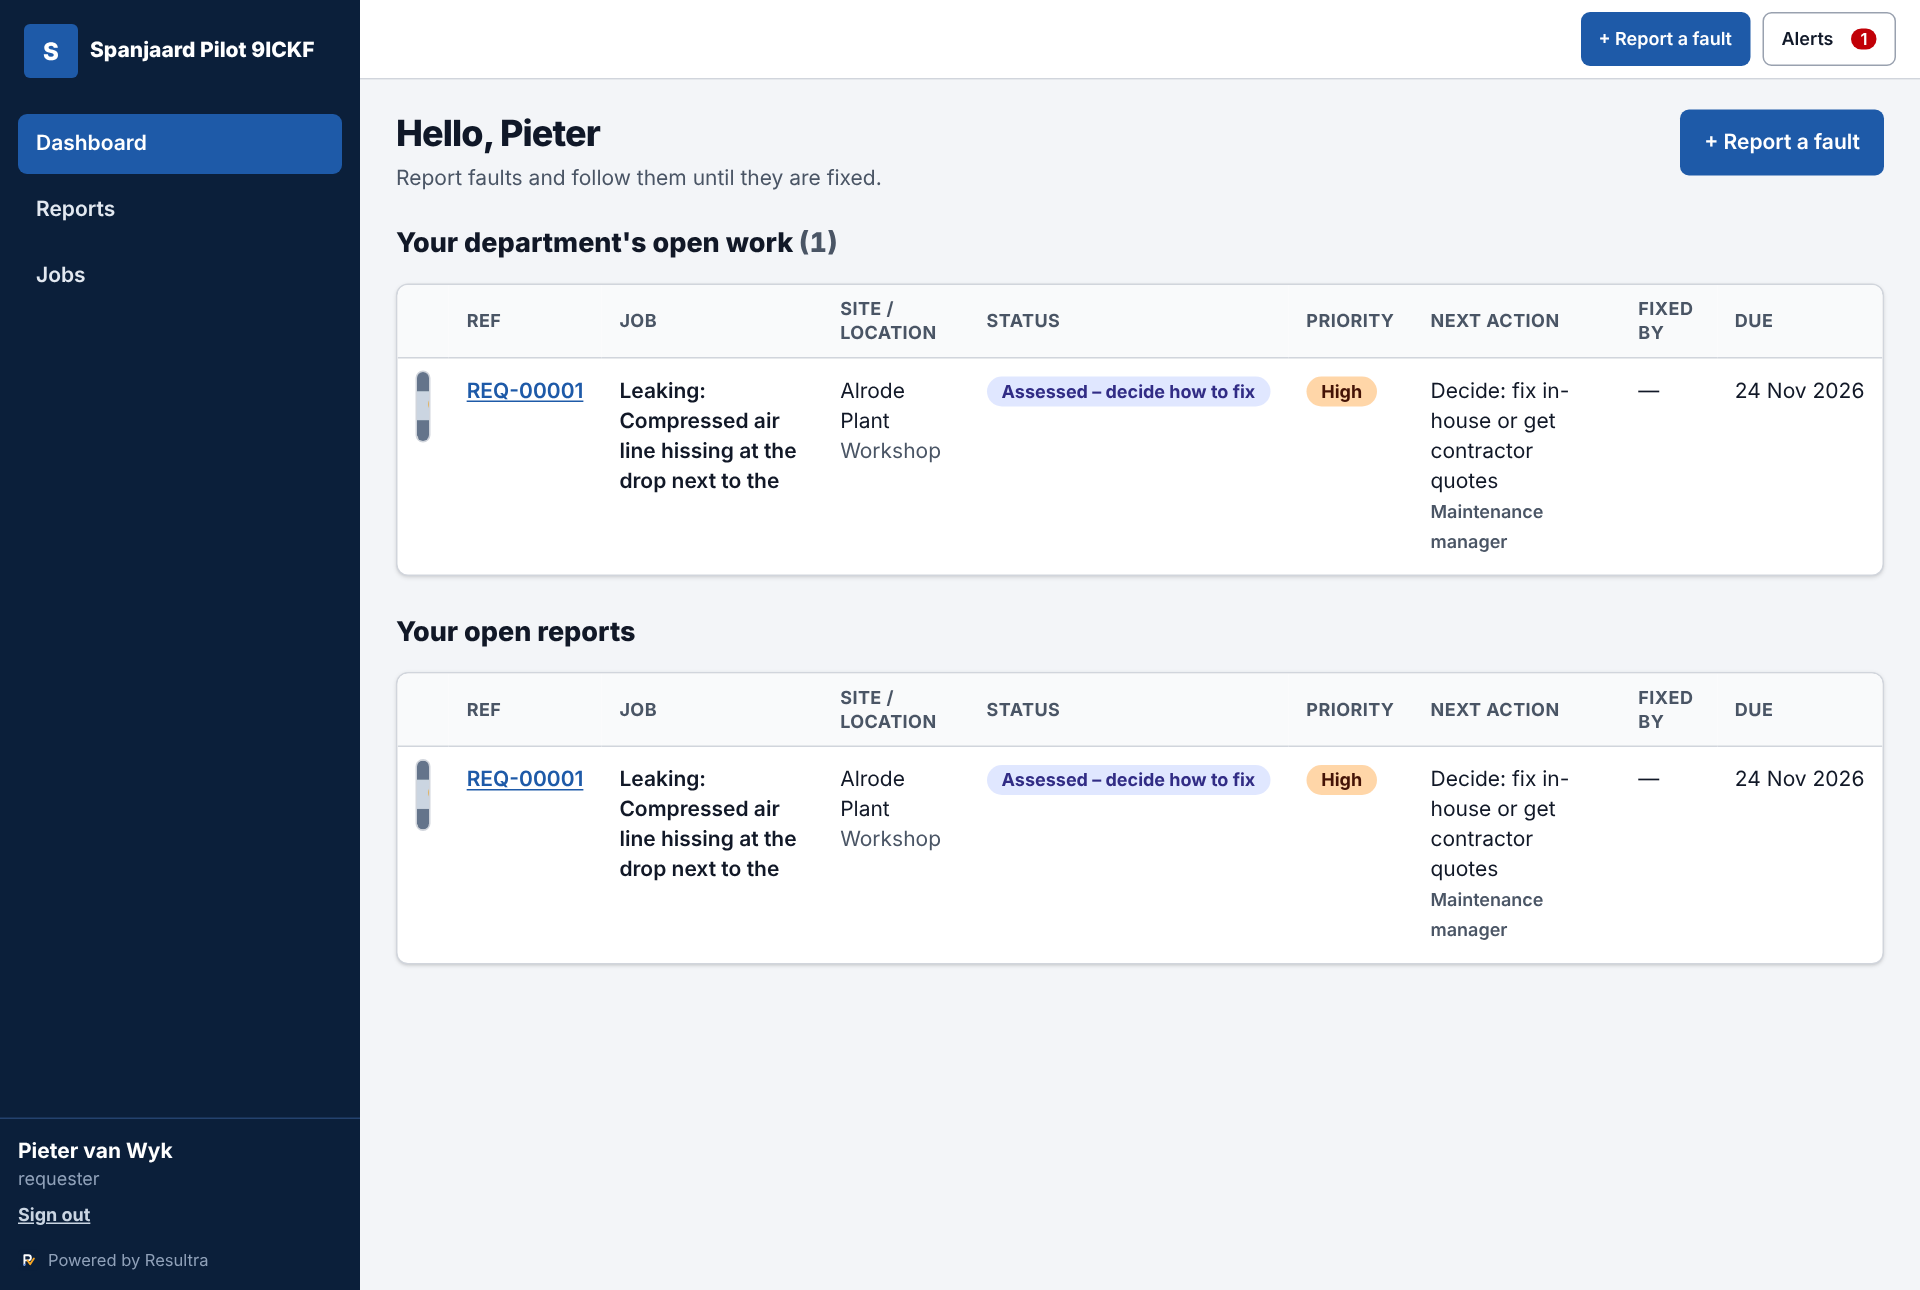 S
Spanjaard Pilot 9ICKF
Dashboard
Reports
Jobs
Pieter van Wyk
requester
Sign out
Powered by Resultra
+ Report a fault
Alerts 1
Hello, Pieter
+ Report a fault
Report faults and follow them until they are fixed.
Your department's open work (1)
REF JOB SITE / LOCATION STATUS PRIORITY NEXT ACTION FIXED BY DUE
REQ-00001
Leaking:
Compressed air
line hissing at the
drop next to the
Alrode
Plant
Workshop
Assessed – decide how to fix
High
Decide: fix in-
house or get
contractor
quotes
Maintenance
manager
—
24 Nov 2026
Your open reports
REF JOB SITE / LOCATION STATUS PRIORITY NEXT ACTION FIXED BY DUE
REQ-00001
Leaking:
Compressed air
line hissing at the
drop next to the
Alrode
Plant
Workshop
Assessed – decide how to fix
High
Decide: fix in-
house or get
contractor
quotes
Maintenance
manager
—
24 Nov 2026